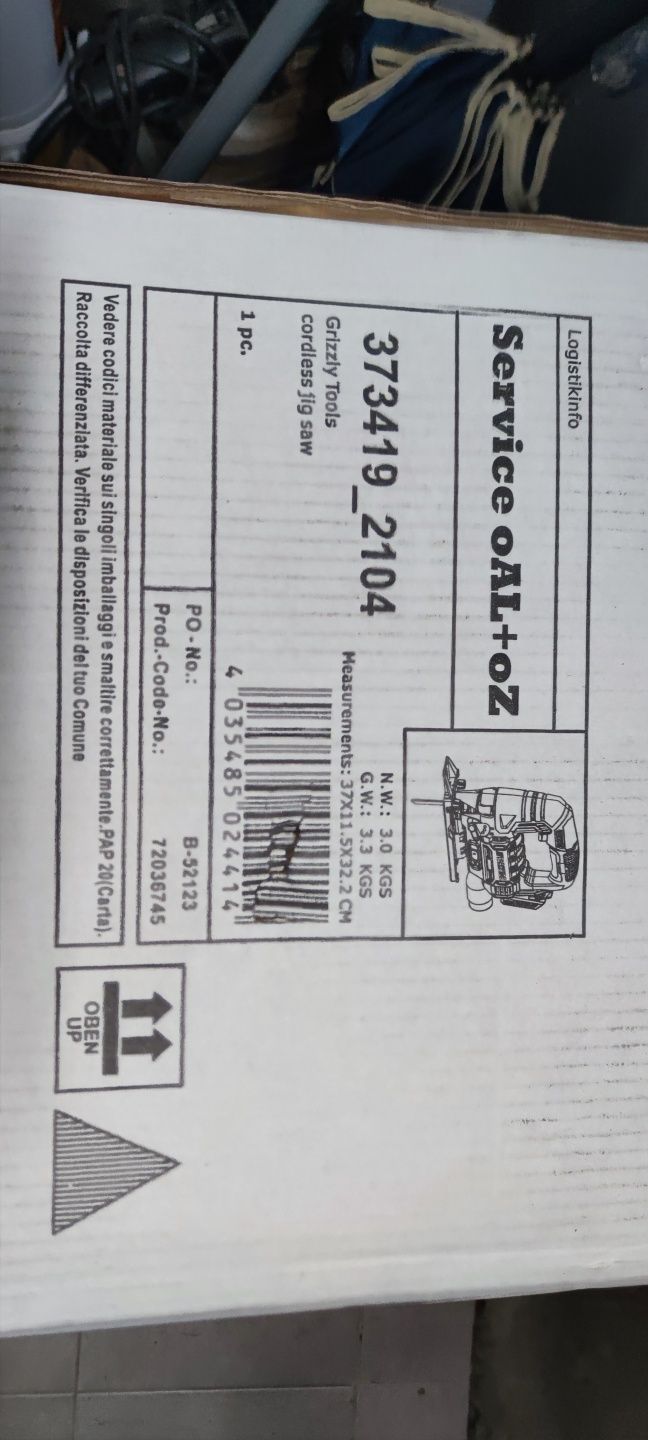 Logistikinfo
Service oAL+oZ
373419_2104
Grizzly Tools
cordless jig saw
1 pc.
N.W.: 3.0 KGS
G.W.: 3.3 KGS
Measurements: 37X11.5X32.2 CM
4 035485 024414
PO-No.: B-52123
Prod.-Code-No.: 72036745
Vedere codici materiale sui singoli imballaggi e smaltire correttamente.PAP 20(Carta).
Raccolta differenziata. Verifica le disposizioni del tuo Comune
OBEN
UP